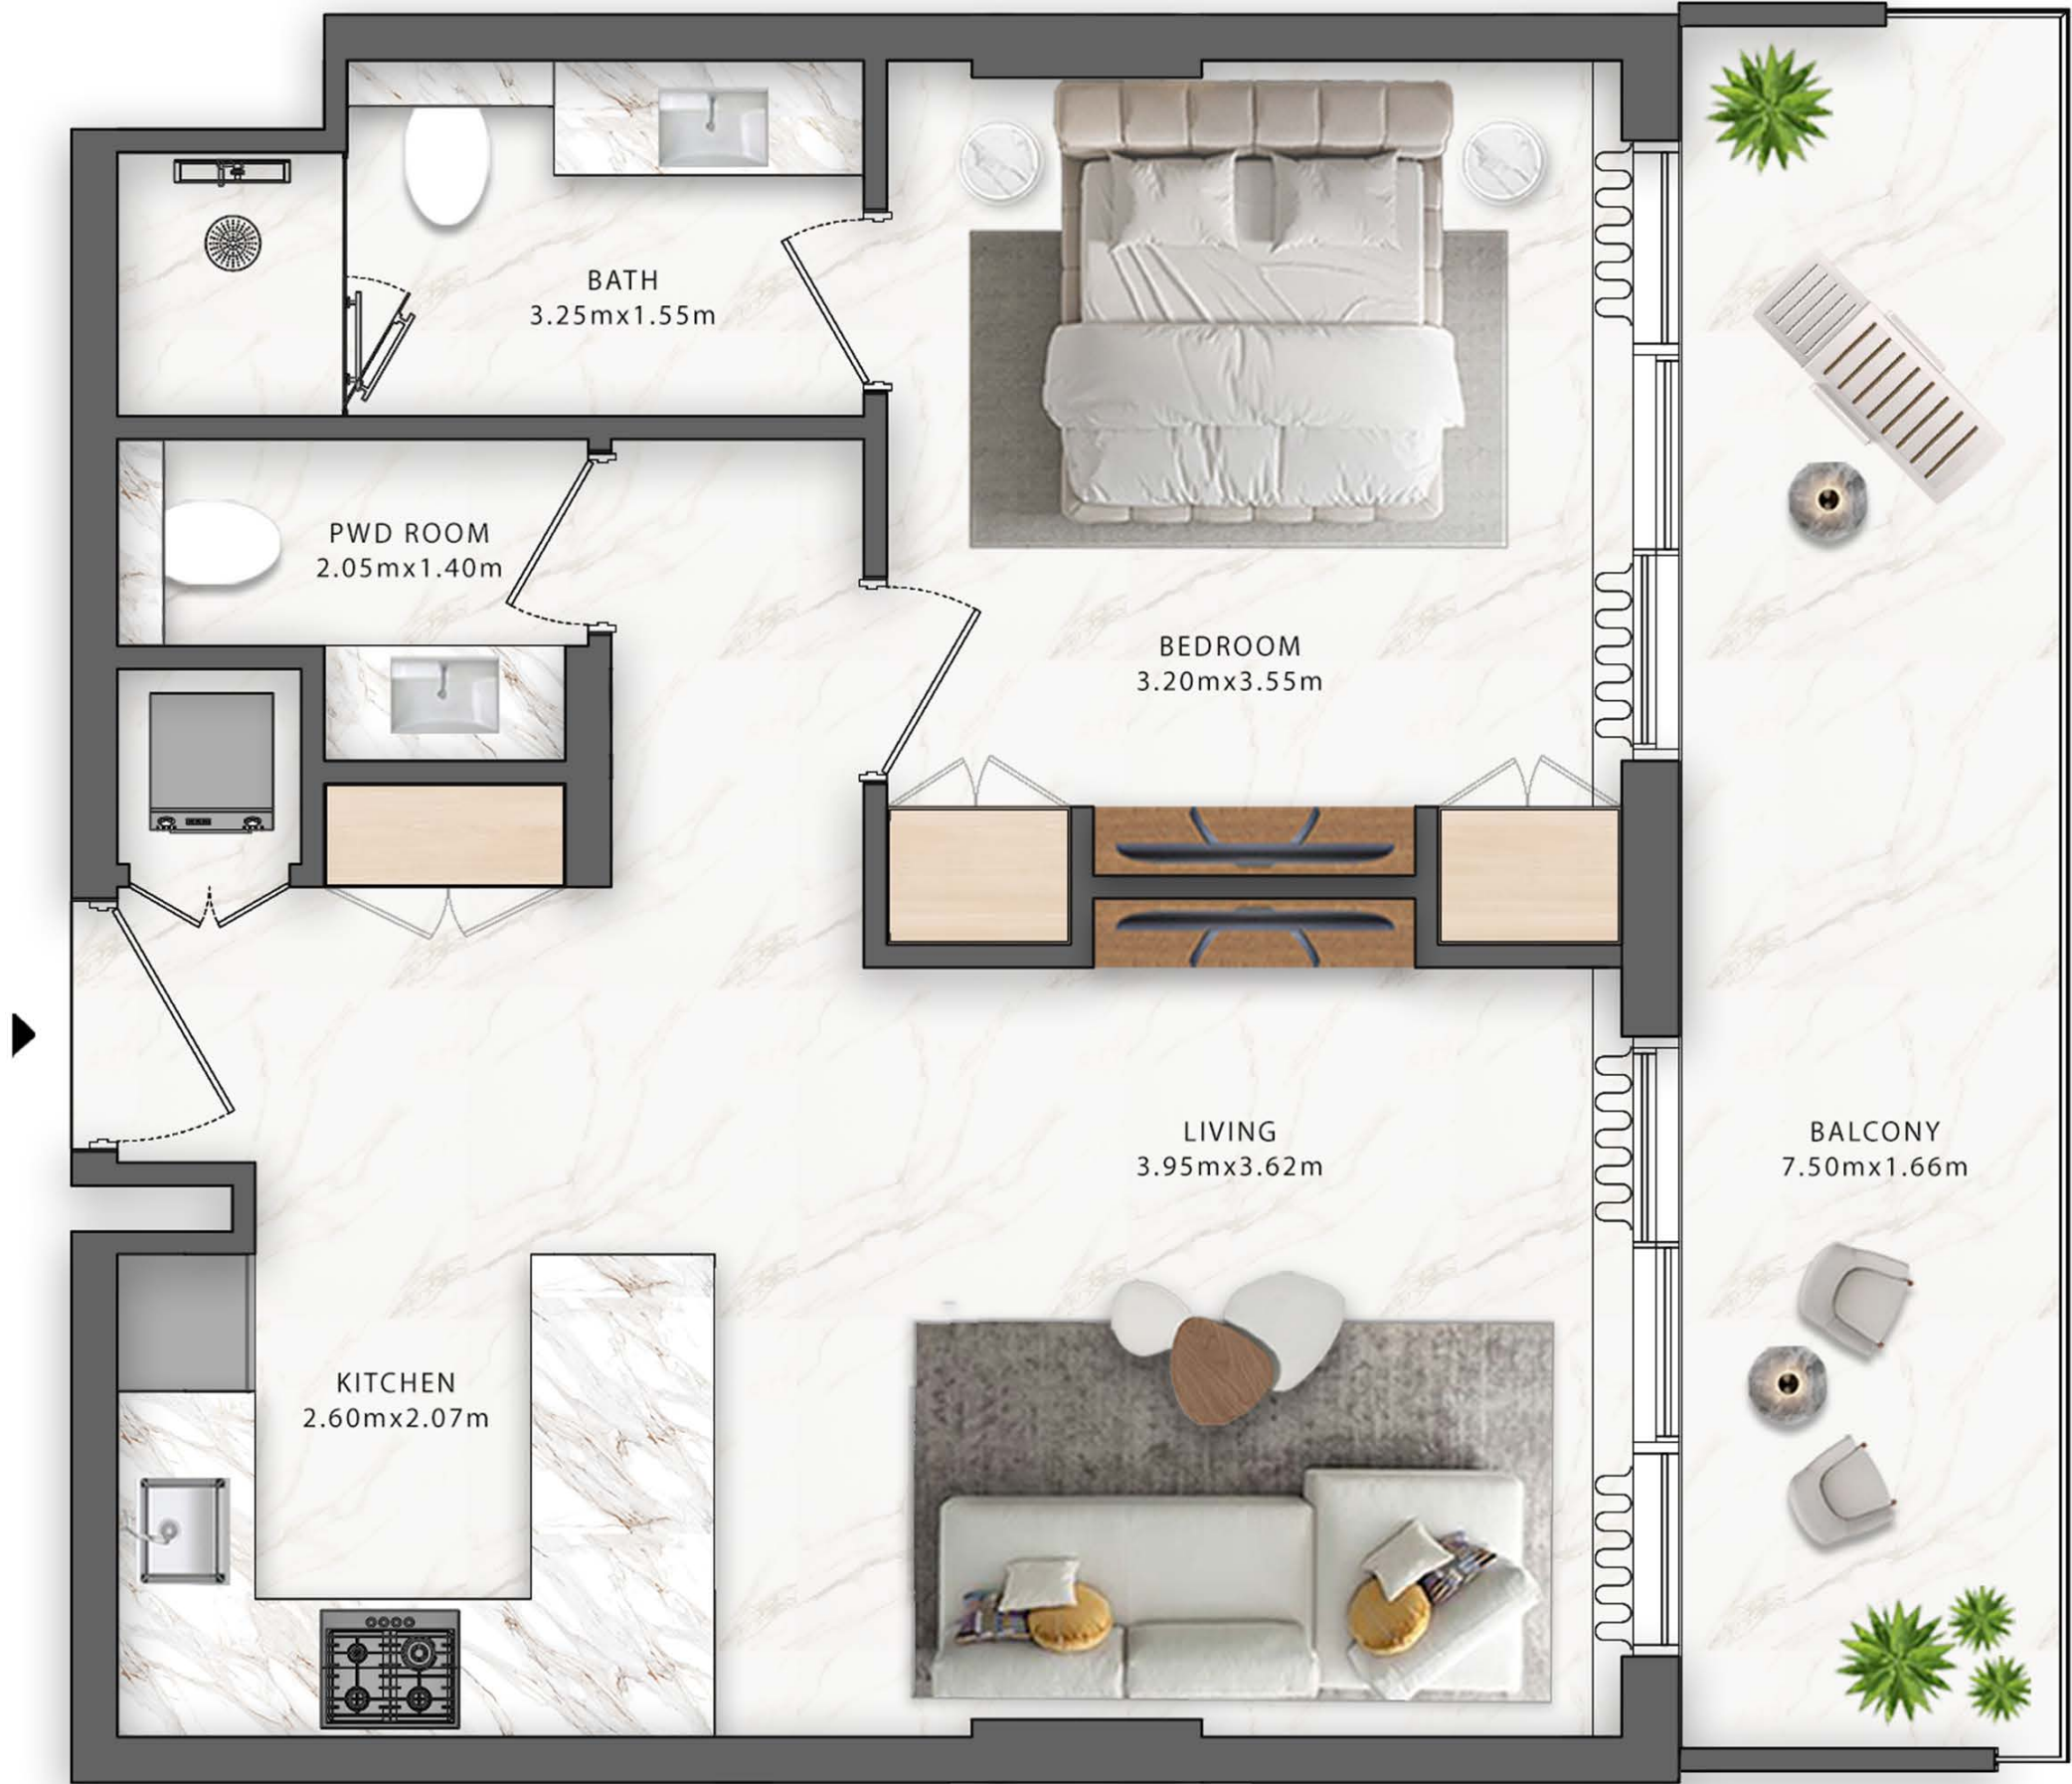 BATH
3.25mx1.55m
PWD ROOM
2.05mx1.40m
BEDROOM
3.20mx3.55m
LIVING
3.95mx3.62m
BALCONY
7.50mx1.66m
KITCHEN
2.60mx2.07m